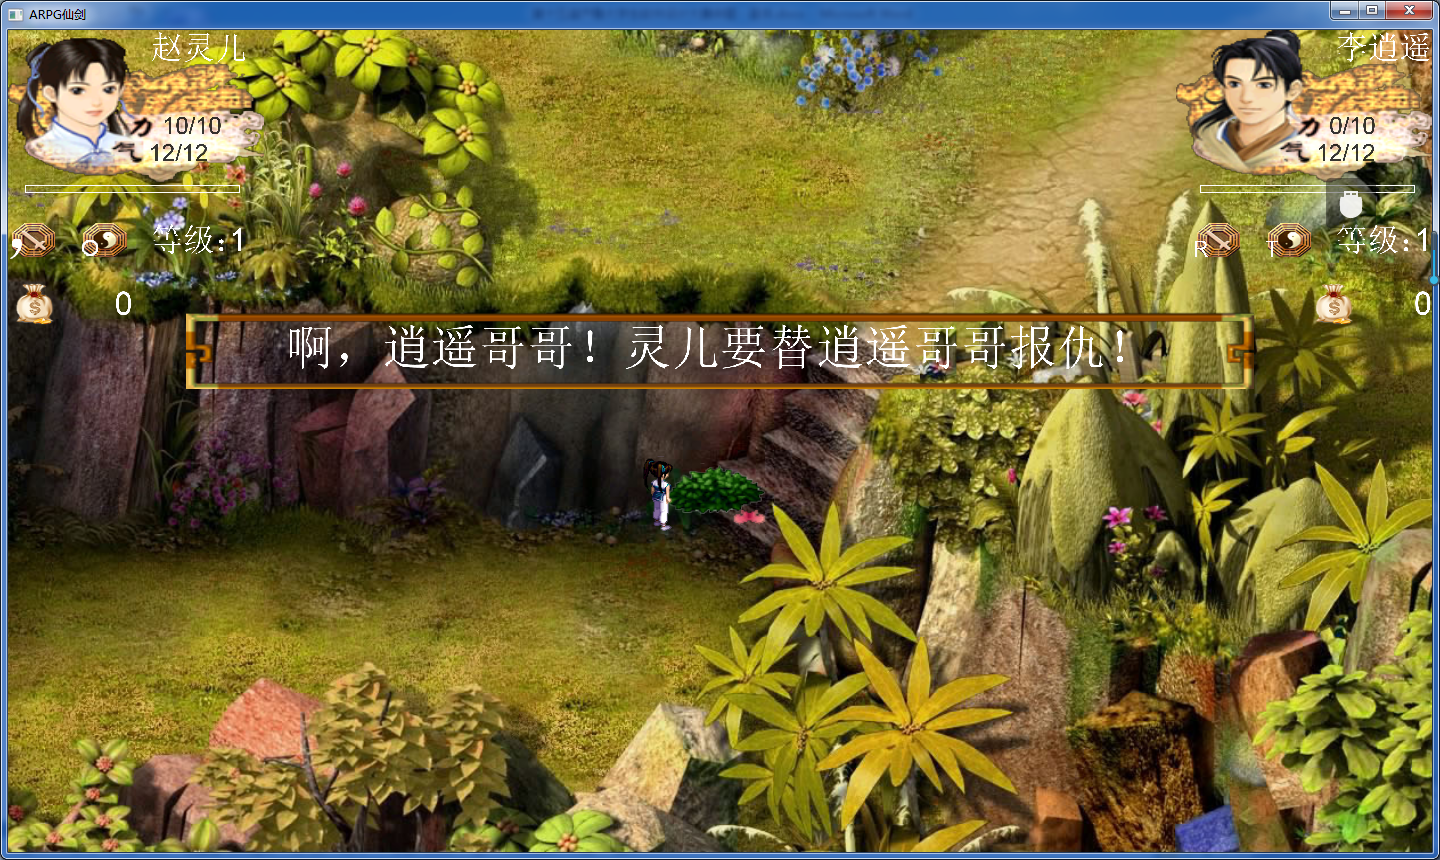 ARPG仙剑
赵灵儿
力 10/10
气 12/12
, O 等级:1
0
李逍遥
力 0/10
气 12/12
R T 等级:1
0
啊，逍遥哥哥！灵儿要替逍遥哥哥报仇！